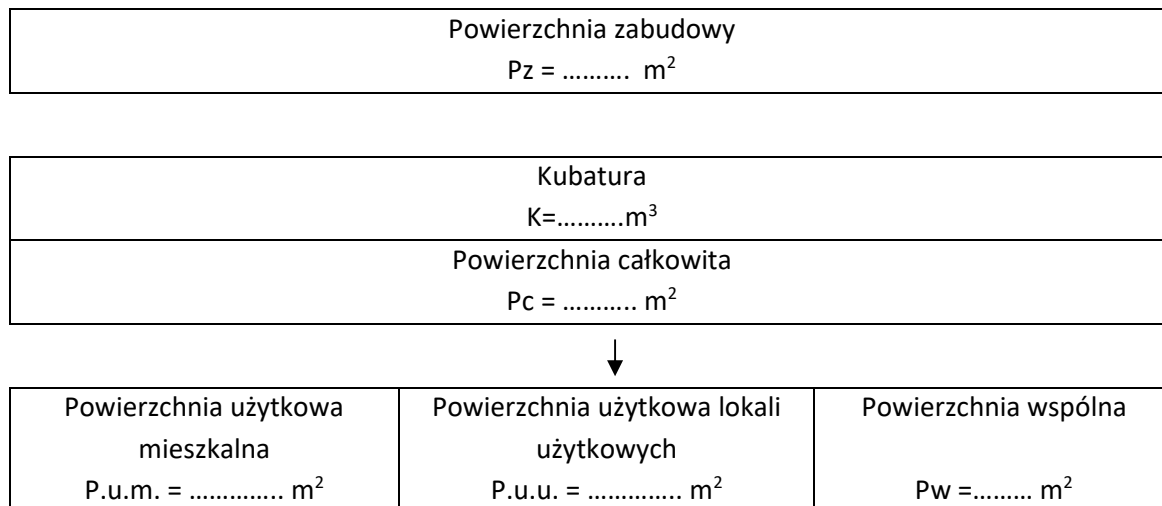 Powierzchnia zabudowy
Pz = ………. m²
Kubatura
K=……….m³
Powierzchnia całkowita
Pc = ……….. m²
Powierzchnia użytkowa
mieszkalna
P.u.m. = ………….. m²
Powierzchnia użytkowa lokali
użytkowych
P.u.u. = ………….. m²
Powierzchnia wspólna
Pw =……… m²